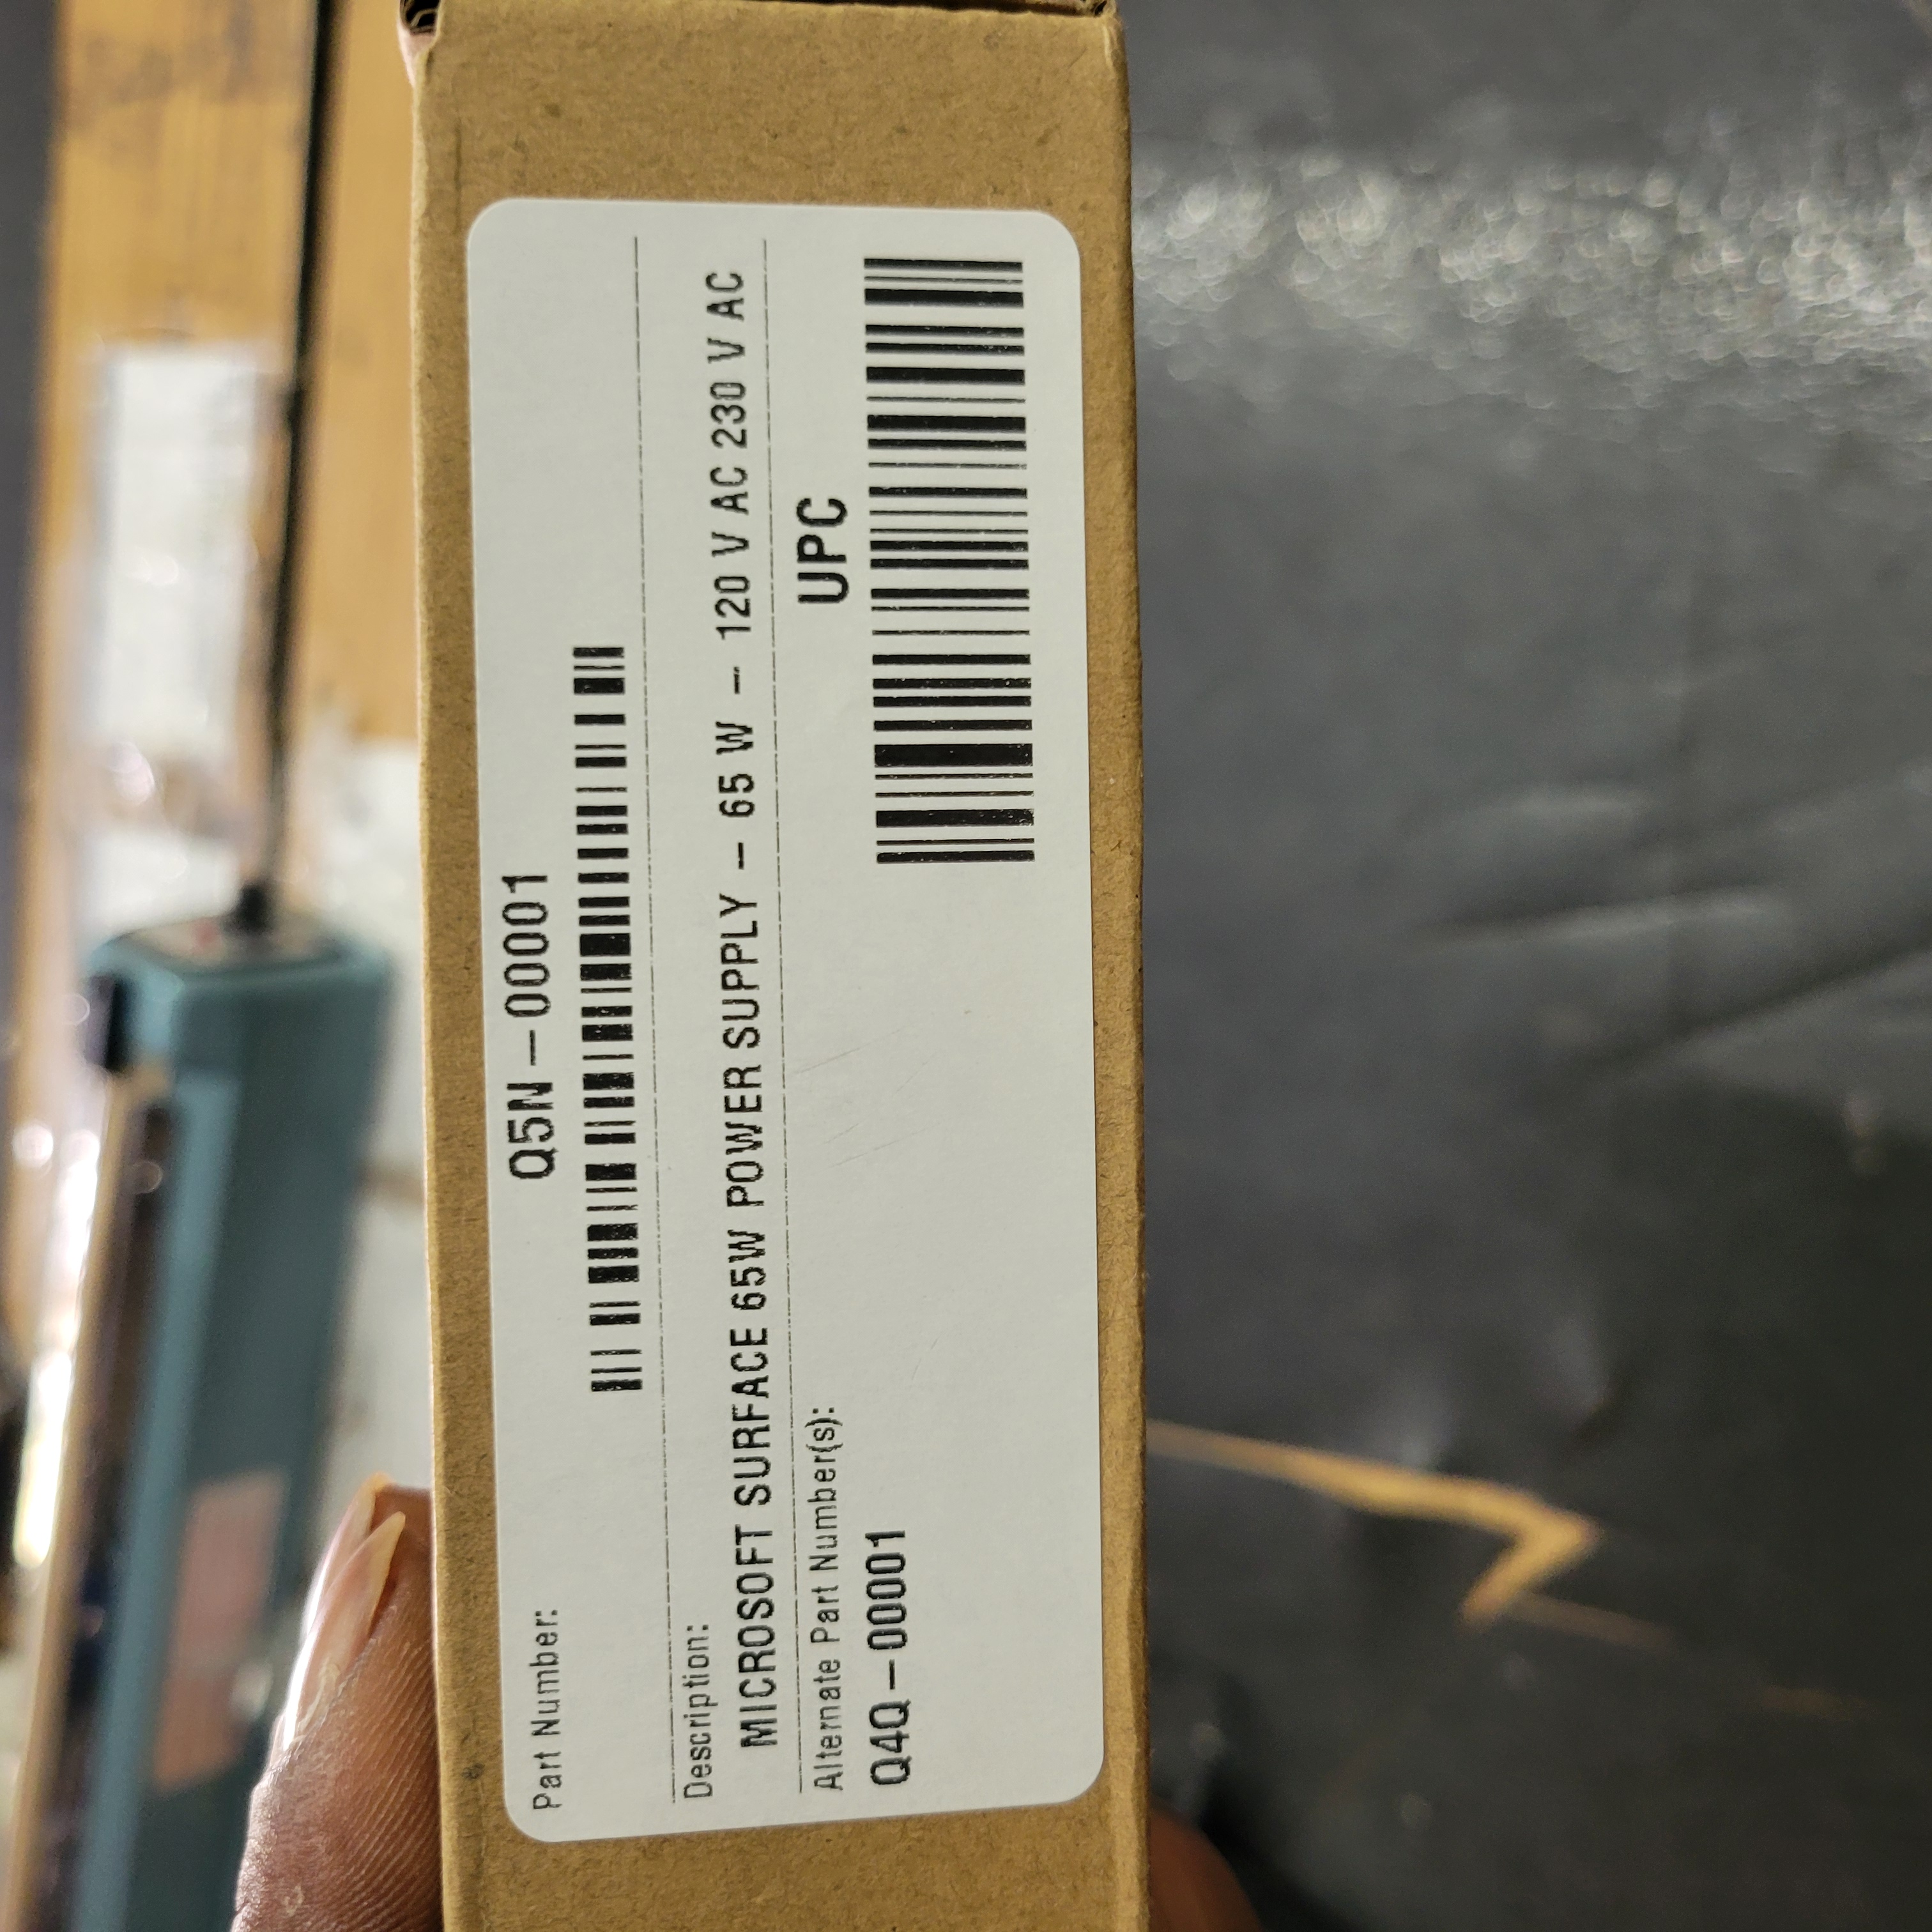 Part Number:
Q5N-00001
Description:
MICROSOFT SURFACE 65W POWER SUPPLY - 65 W - 120 V AC 230 V AC
Alternate Part Number(s):
UPC
Q4Q-00001